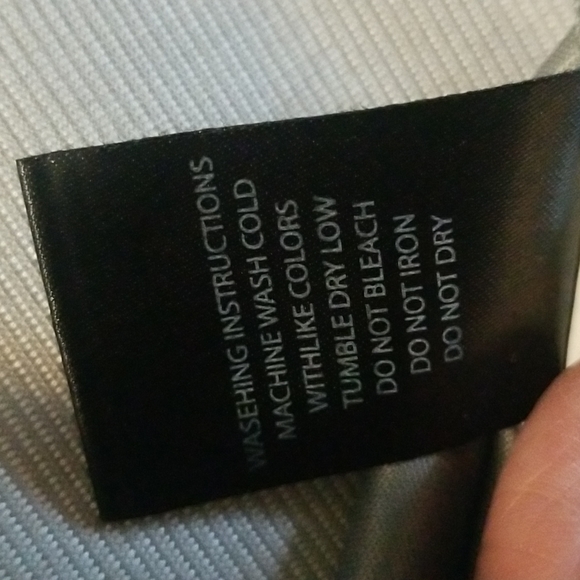 WASEHING INSTRUCTIONS
MACHINE WASH COLD
WITHLIKE COLORS
TUMBLE DRY LOW
DO NOT BLEACH
DO NOT IRON
DO NOT DRY